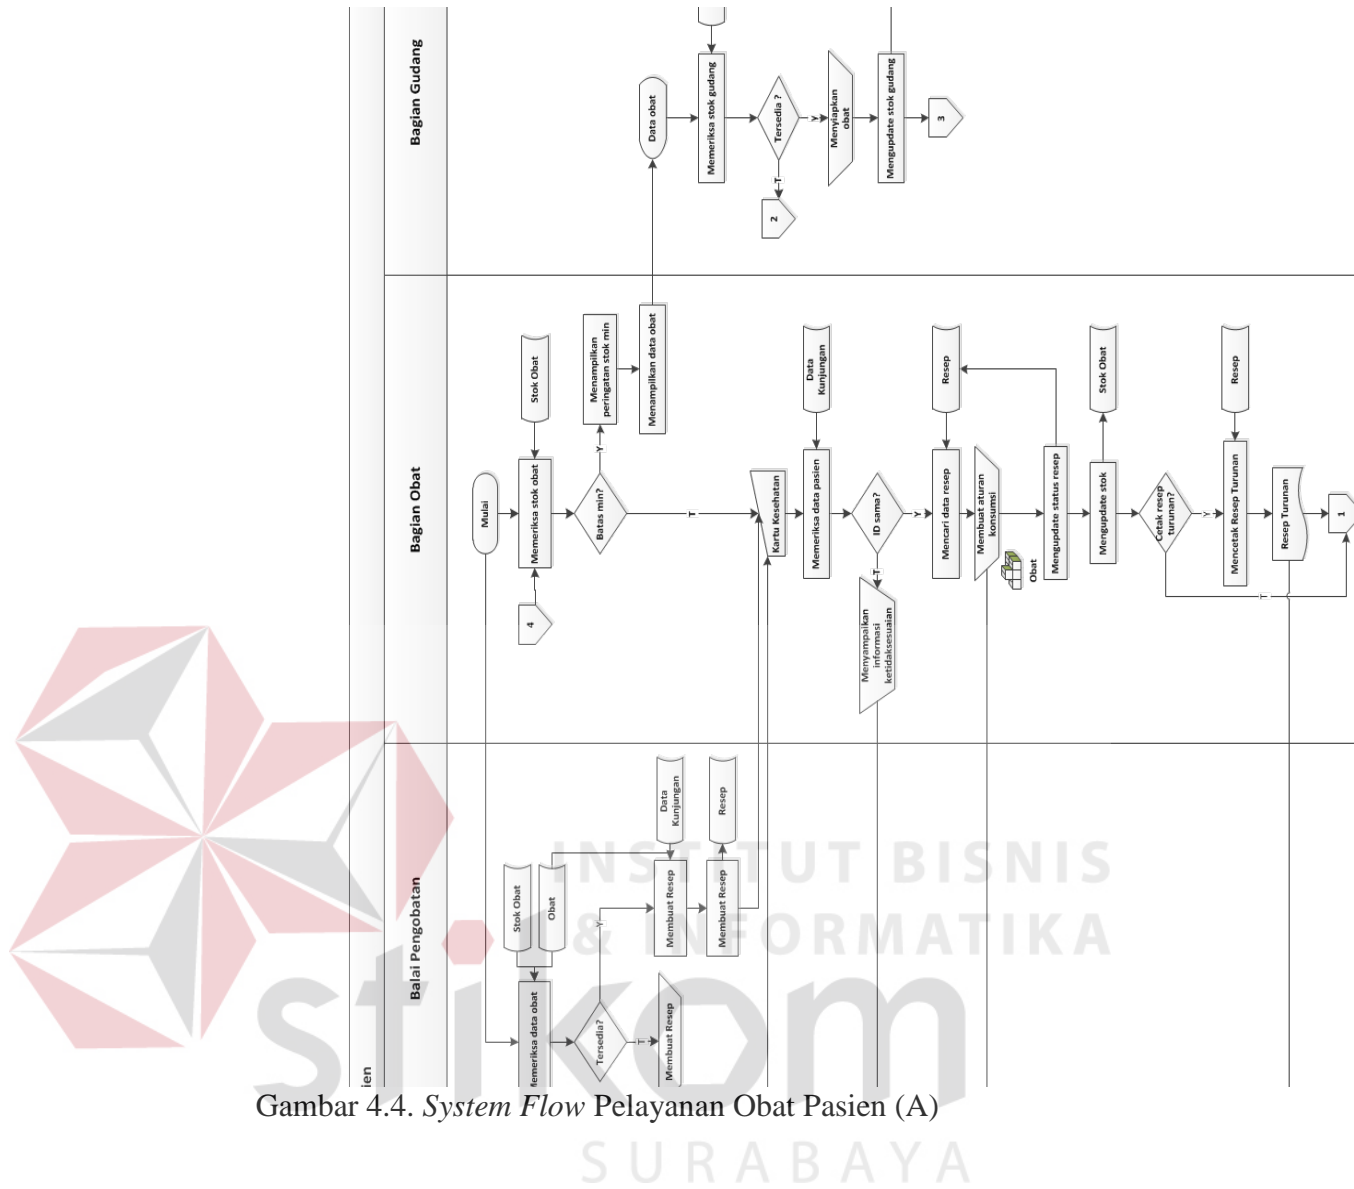 Bagian Gudang
Data obat
Memeriksa stok gudang
Tersedia ?
Y
T
2
Menyiapkan
obat
Mengupdate stok gudang
3
Bagian Obat
Mulai
Stok Obat
Memeriksa stok obat
4
Batas min?
Y
T
Menampilkan
peringatan stok min
Menampilkan data obat
Kartu Kesehatan
Data
Kunjungan
Memeriksa data pasien
ID sama?
T
Y
Menyampaikan
informasi
ketidaksesuaian
Resep
Mencari data resep
Membuat aturan
konsumsi
Obat
Mengupdate status resep
Stok Obat
Mengupdate stok
Cetak resep
turunan?
Y
T
Resep
Mencetak Resep Turunan
Resep Turunan
1
Balai Pengobatan
Stok Obat
Obat
Memeriksa data obat
Tersedia?
Y
T
Membuat Resep
Data
Kunjungan
Membuat Resep
Resep
Membuat Resep
ien
INSTITUT BISNIS
& INFORMATIKA
stikom
SURABAYA
Gambar 4.4. System Flow Pelayanan Obat Pasien (A)